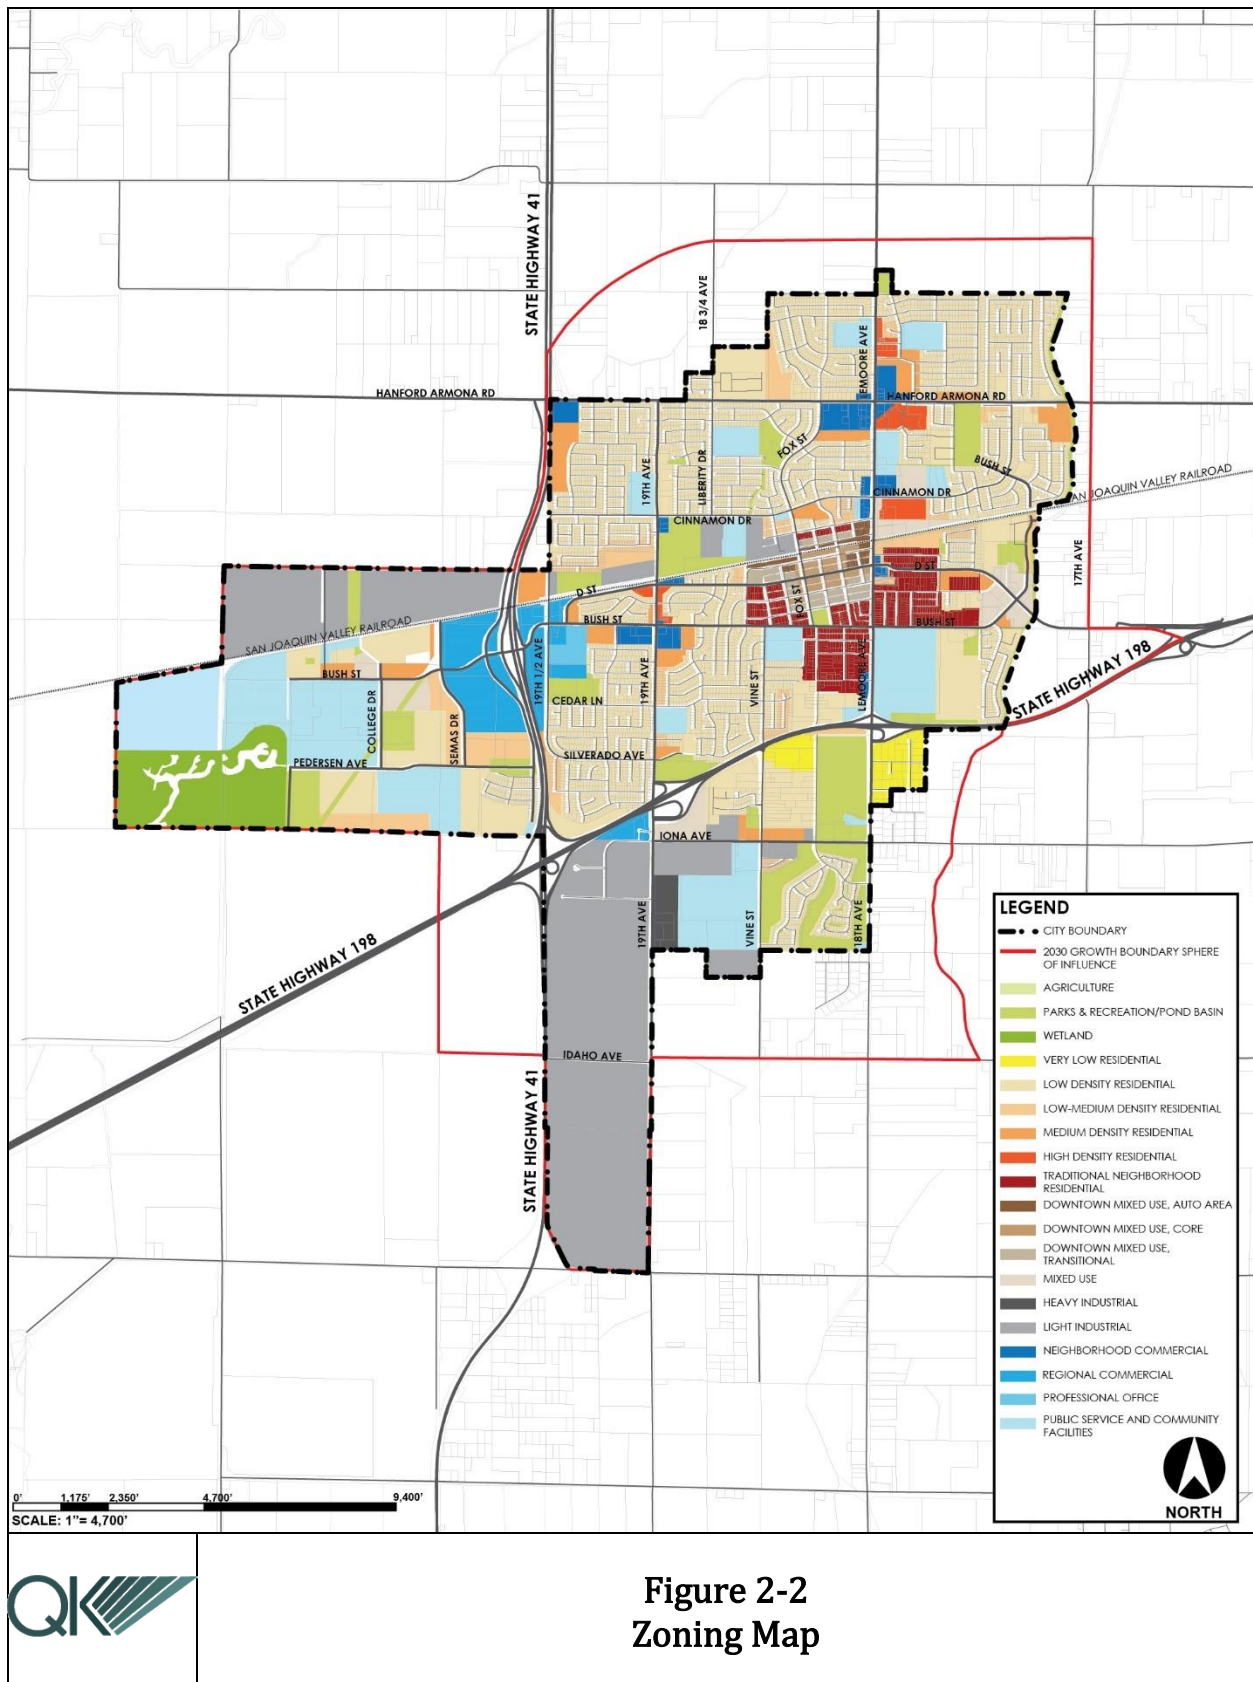 STATE HIGHWAY 41
18 3/4 AVE
LEMOORE AVE
HANFORD ARMONA RD
HANFORD ARMONA RD
FOX ST
BUSH ST
19TH AVE
LIBERTY DR
CINNAMON DR
CINNAMON DR
SAN JOAQUIN VALLEY RAILROAD
17TH AVE
D ST
D ST
FOX ST
BUSH ST
BUSH ST
SAN JOAQUIN VALLEY RAILROAD
BUSH ST
19TH 1/2 AVE
19TH AVE
VINE ST
LEMOORE AVE
STATE HIGHWAY 198
CEDAR LN
COLLEGE DR
SEMAS DR
SILVERADO AVE
PEDERSEN AVE
IONA AVE
19TH AVE
VINE ST
18TH AVE
STATE HIGHWAY 198
IDAHO AVE
STATE HIGHWAY 41
LEGEND
CITY BOUNDARY
2030 GROWTH BOUNDARY SPHERE
OF INFLUENCE
AGRICULTURE
PARKS & RECREATION/POND BASIN
WETLAND
VERY LOW RESIDENTIAL
LOW DENSITY RESIDENTIAL
LOW-MEDIUM DENSITY RESIDENTIAL
MEDIUM DENSITY RESIDENTIAL
HIGH DENSITY RESIDENTIAL
TRADITIONAL NEIGHBORHOOD
RESIDENTIAL
DOWNTOWN MIXED USE, AUTO AREA
DOWNTOWN MIXED USE, CORE
DOWNTOWN MIXED USE,
TRANSITIONAL
MIXED USE
HEAVY INDUSTRIAL
LIGHT INDUSTRIAL
NEIGHBORHOOD COMMERCIAL
REGIONAL COMMERCIAL
PROFESSIONAL OFFICE
PUBLIC SERVICE AND COMMUNITY
FACILITIES
NORTH
0' 1,175' 2,350' 4,700' 9,400'
SCALE: 1"= 4,700'
QK
Figure 2-2
Zoning Map